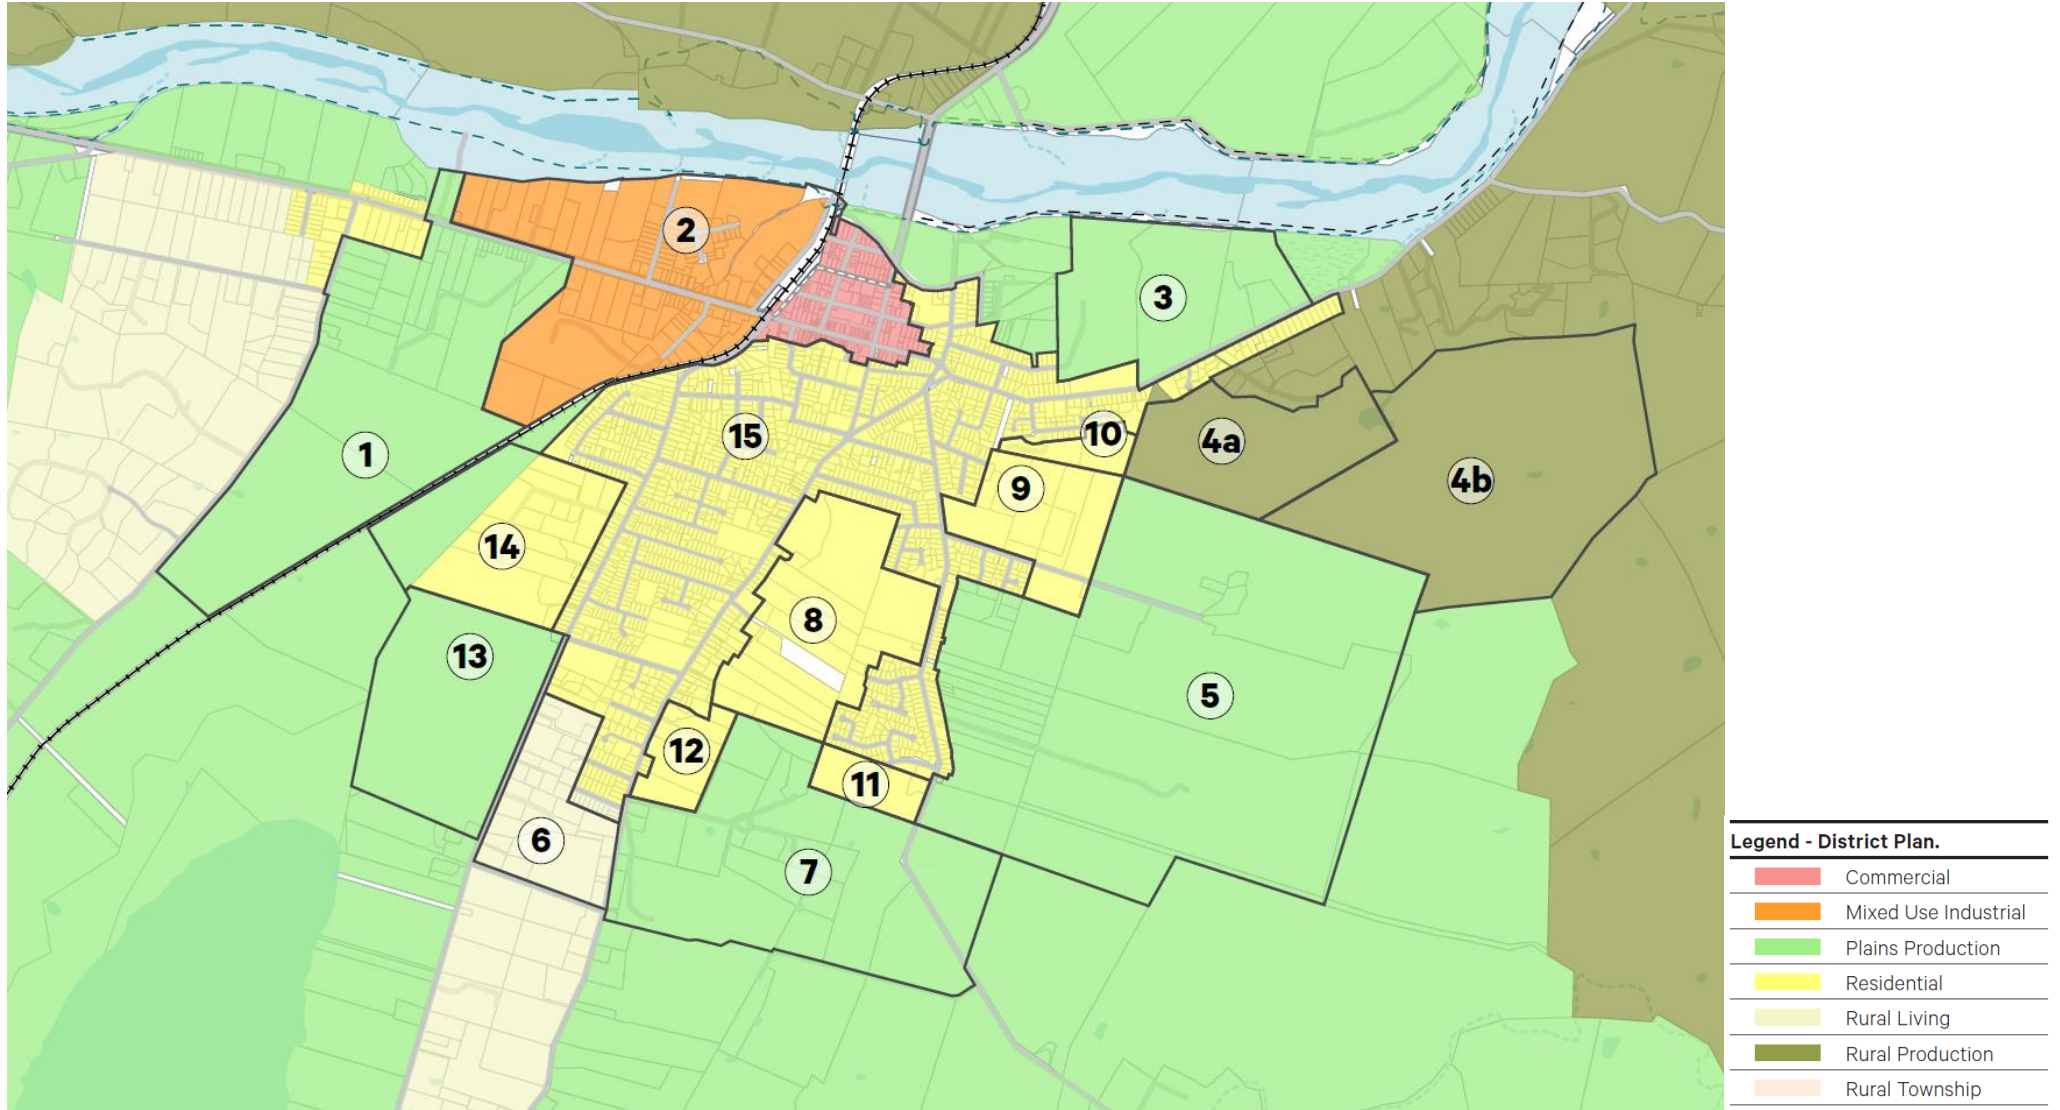 2
3
1
15
10
4a
4b
9
14
8
13
5
12
11
6
7
Legend - District Plan.
Commercial
Mixed Use Industrial
Plains Production
Residential
Rural Living
Rural Production
Rural Township